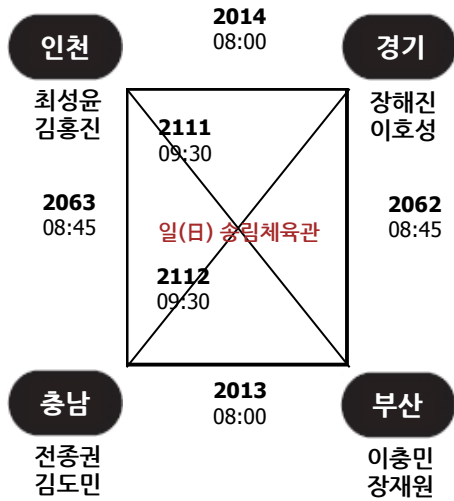 2014
08:00
인천
경기
최성윤
김홍진
장해진
이호성
2111
09:30
2063
08:45
2062
08:45
일(日) 송림체육관
2112
09:30
2013
08:00
충남
부산
전종권
김도민
이충민
장재원